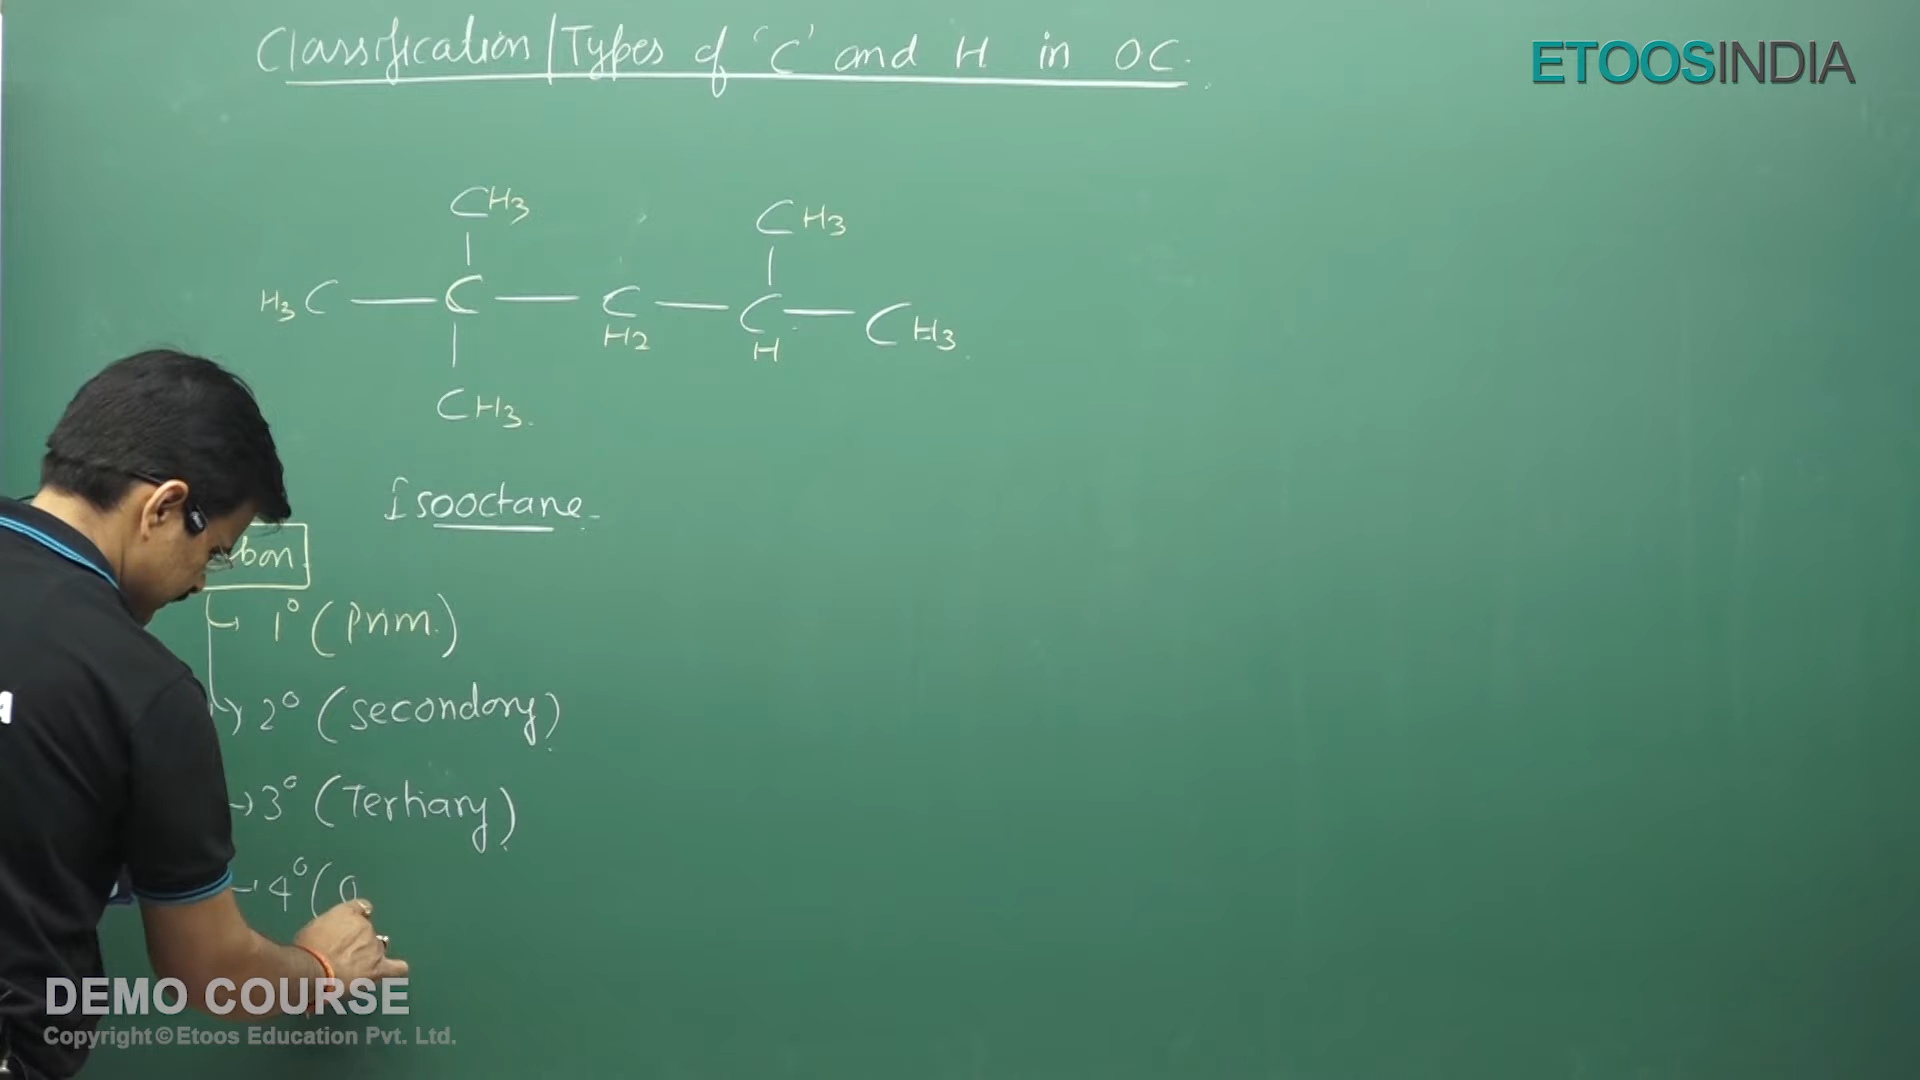 Classification/Types of 'C' and H in OC.
ETOOSINDIA
CH3 CH3
H3C — C — C — C — CH3
H2 H
CH3.
Isooctane
bon.
1° (prim.)
2° (secondary)
3° (Tertiary)
4° (Q
DEMO COURSE
Copyright © Etoos Education Pvt. Ltd.